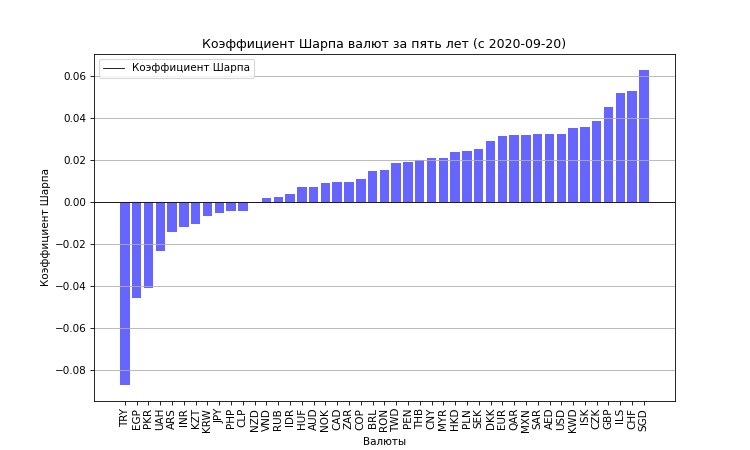 Коэффициент Шарпа валют за пять лет (с 2020-09-20)
Коэффициент Шарпа
0.06
0.04
0.02
0.00
−0.02
−0.04
−0.06
−0.08
Коэффициент Шарпа
TRY EGP PKR UAH ARS INR KZT KRW JPY PHP CLP NZD VND RUB IDR HUF AUD NOK CAD ZAR COP BRL RON TWD PEN THB CNY MYR HKD PLN SEK DKK EUR QAR MXN SAR AED USD KWD ISK CZK GBP ILS CHF SGD
Валюты